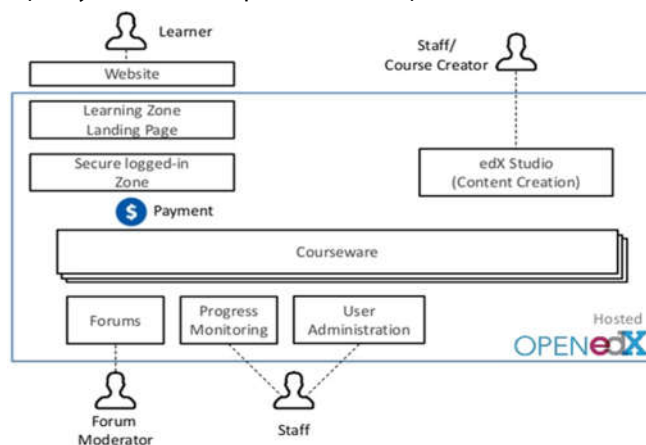 Learner
Website
Staff/
Course Creator
Learning Zone
Landing Page
Secure logged-in
Zone
edX Studio
(Content Creation)
$
Payment
Courseware
Forums
Progress
Monitoring
User
Administration
Hosted
OPENedX
Forum
Moderator
Staff